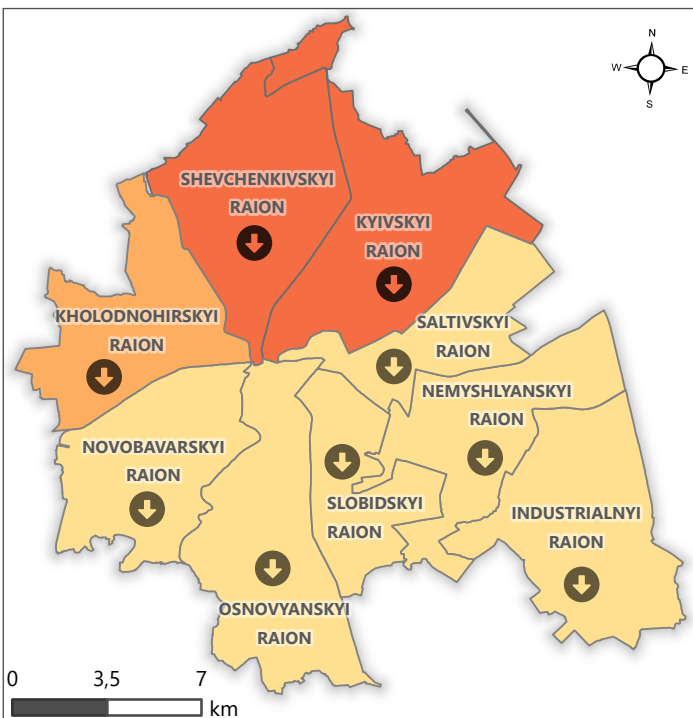 N
W E
S
SHEVCHENKIVSKYI
RAION
KYIVSKYI
RAION
KHOLODNOHIRSKYI
RAION
SALTIVSKYI
RAION
NEMYSHLYANSKYI
RAION
NOVOBAVARSKYI
RAION
SLOBIDSKYI
RAION
INDUSTRIALNYI
RAION
OSNOVYANSKYI
RAION
0 3,5 7
km